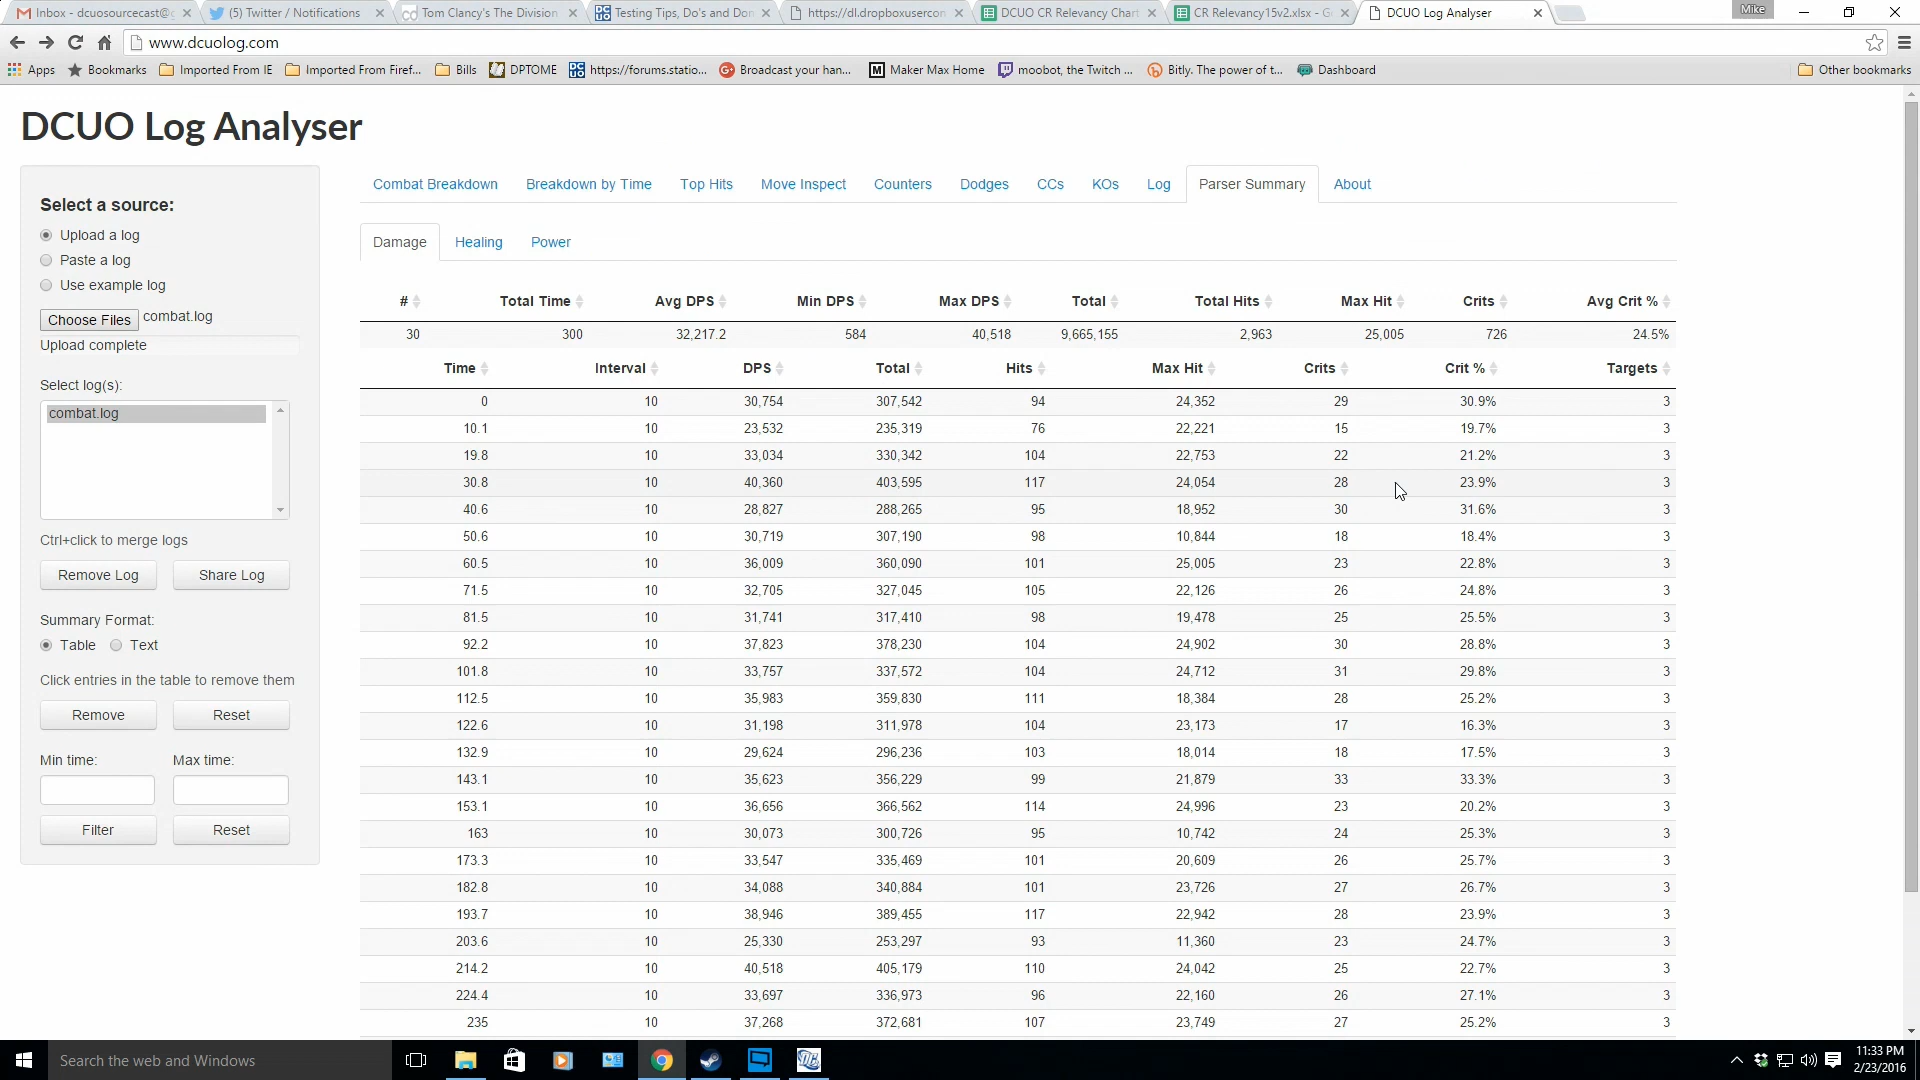 Inbox - dcuosourcecast@g
(5) Twitter / Notifications
Tom Clancy's The Division
Testing Tips, Do's and Don
https://dl.dropboxusercon
DCUO CR Relevancy Chart
CR Relevancy15v2.xlsx - Go
DCUO Log Analyser
Mike
www.dcuolog.com
Apps
Bookmarks
Imported From IE
Imported From Firef...
Bills
DPTOME
https://forums.statio...
Broadcast your han...
Maker Max Home
moobot, the Twitch ...
Bitly. The power of t...
Dashboard
Other bookmarks
DCUO Log Analyser
Select a source:
Upload a log
Paste a log
Use example log
Choose Files combat.log
Upload complete
Select log(s):
combat.log
Ctrl+click to merge logs
Remove Log Share Log
Summary Format:
Table Text
Click entries in the table to remove them
Remove Reset
Min time: Max time:
Filter Reset
Combat Breakdown Breakdown by Time Top Hits Move Inspect Counters Dodges CCs KOs Log Parser Summary About
Damage Healing Power
# Total Time Avg DPS Min DPS Max DPS Total Total Hits Max Hit Crits Avg Crit %
30 300 32,217.2 584 40,518 9,665,155 2,963 25,005 726 24.5%
Time Interval DPS Total Hits Max Hit Crits Crit % Targets
0 10 30,754 307,542 94 24,352 29 30.9% 3
10.1 10 23,532 235,319 76 22,221 15 19.7% 3
19.8 10 33,034 330,342 104 22,753 22 21.2% 3
30.8 10 40,360 403,595 117 24,054 28 23.9% 3
40.6 10 28,827 288,265 95 18,952 30 31.6% 3
50.6 10 30,719 307,190 98 10,844 18 18.4% 3
60.5 10 36,009 360,090 101 25,005 23 22.8% 3
71.5 10 32,705 327,045 105 22,126 26 24.8% 3
81.5 10 31,741 317,410 98 19,478 25 25.5% 3
92.2 10 37,823 378,230 104 24,902 30 28.8% 3
101.8 10 33,757 337,572 104 24,712 31 29.8% 3
112.5 10 35,983 359,830 111 18,384 28 25.2% 3
122.6 10 31,198 311,978 104 23,173 17 16.3% 3
132.9 10 29,624 296,236 103 18,014 18 17.5% 3
143.1 10 35,623 356,229 99 21,879 33 33.3% 3
153.1 10 36,656 366,562 114 24,996 23 20.2% 3
163 10 30,073 300,726 95 10,742 24 25.3% 3
173.3 10 33,547 335,469 101 20,609 26 25.7% 3
182.8 10 34,088 340,884 101 23,726 27 26.7% 3
193.7 10 38,946 389,455 117 22,942 28 23.9% 3
203.6 10 25,330 253,297 93 11,360 23 24.7% 3
214.2 10 40,518 405,179 110 24,042 25 22.7% 3
224.4 10 33,697 336,973 96 22,160 26 27.1% 3
235 10 37,268 372,681 107 23,749 27 25.2% 3
Search the web and Windows
11:33 PM
2/23/2016